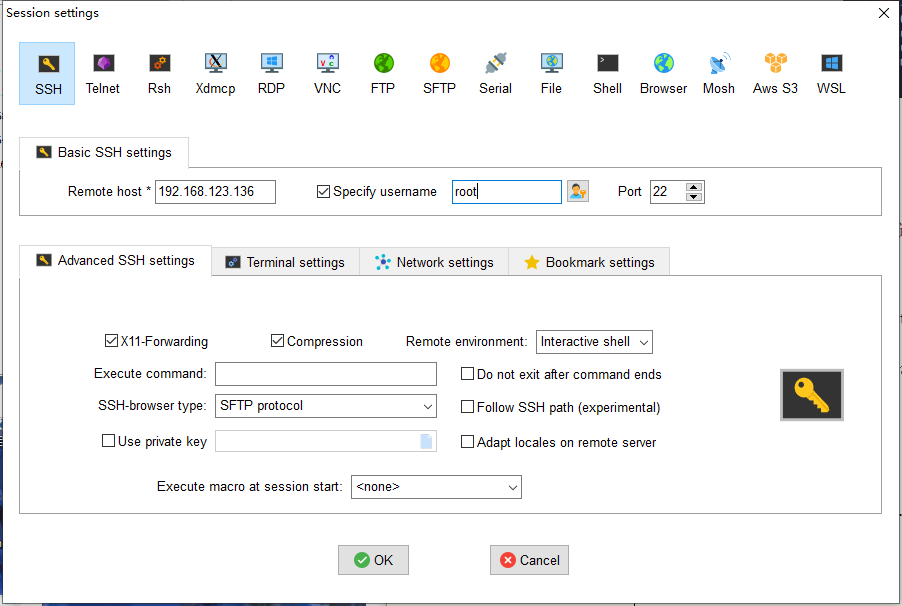 Session settings
SSH Telnet Rsh Xdmcp RDP VNC FTP SFTP Serial File Shell Browser Mosh Aws S3 WSL
Basic SSH settings
Remote host * 192.168.123.136 Specify username root Port 22
Advanced SSH settings Terminal settings Network settings Bookmark settings
X11-Forwarding Compression Remote environment: Interactive shell
Execute command: Do not exit after command ends
SSH-browser type: SFTP protocol Follow SSH path (experimental)
Use private key Adapt locales on remote server
Execute macro at session start: <none>
OK Cancel